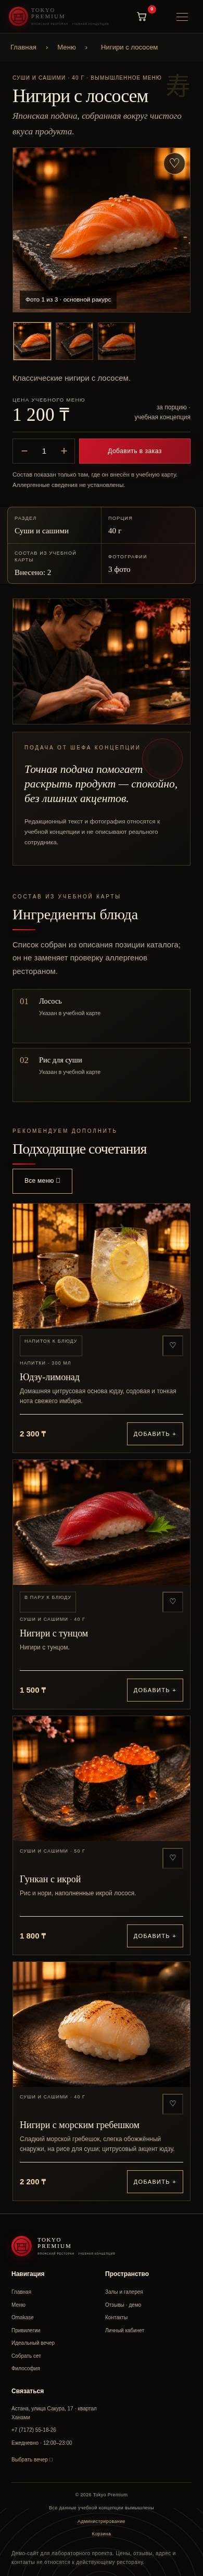 TOKYO
PREMIUM
0
Главная › Меню › Нигири с лососем
СУШИ И САШИМИ · 40 Г · ВЫМЫШЛЕННОЕ МЕНЮ
寿
Нигири с лососем
Японская подача, собранная вокруг чистого
вкуса продукта.
Фото 1 из 3 · основной ракурс
Классические нигири с лососем.
ЦЕНА УЧЕБНОГО МЕНЮ
1 200 ₸
за порцию ·
учебная концепция
− 1 +
Добавить в заказ
Состав показан только там, где он внесён в учебную карту.
Аллергенные сведения не установлены.
РАЗДЕЛ
Суши и сашими
ПОРЦИЯ
40 г
СОСТАВ ИЗ УЧЕБНОЙ
КАРТЫ
Внесено: 2
ФОТОГРАФИИ
3 фото
ПОДАЧА ОТ ШЕФА КОНЦЕПЦИИ
Точная подача помогает
раскрыть продукт — спокойно,
без лишних акцентов.
Редакционный текст и фотография относятся к
учебной концепции и не описывают реального
сотрудника.
СОСТАВ ИЗ УЧЕБНОЙ КАРТЫ
Ингредиенты блюда
Список собран из описания позиции каталога;
он не заменяет проверку аллергенов
рестораном.
01
Лосось
Указан в учебной карте
02
Рис для суши
Указан в учебной карте
РЕКОМЕНДУЕМ ДОПОЛНИТЬ
Подходящие сочетания
Все меню
НАПИТОК К БЛЮДУ
НАПИТКИ · 300 МЛ
Юдзу-лимонад
Домашняя цитрусовая основа юдзу, содовая и тонкая
нота свежего имбиря.
2 300 ₸
ДОБАВИТЬ +
В ПАРУ К БЛЮДУ
СУШИ И САШИМИ · 40 Г
Нигири с тунцом
Нигири с тунцом.
1 500 ₸
ДОБАВИТЬ +
СУШИ И САШИМИ · 50 Г
Гункан с икрой
Рис и нори, наполненные икрой лосося.
1 800 ₸
ДОБАВИТЬ +
СУШИ И САШИМИ · 40 Г
Нигири с морским гребешком
Сладкий морской гребешок, слегка обожжённый
снаружи, на рисе для суши; цитрусовый акцент юдзу.
2 200 ₸
ДОБАВИТЬ +
TOKYO
PREMIUM
Навигация
Главная
Меню
Omakase
Привилегии
Идеальный вечер
Собрать сет
Философия
Пространство
Залы и галерея
Отзывы · демо
Контакты
Личный кабинет
Связаться
Астана, улица Сакура, 17 · квартал
Ханами
+7 (7172) 55-18-26
Ежедневно · 12:00–23:00
Выбрать вечер
© 2026 Tokyo Premium
Все данные учебной концепции вымышлены
Администрирование
Корзина
Демо-сайт для лабораторного проекта. Цены, отзывы, адрес и
контакты не относятся к действующему ресторану.